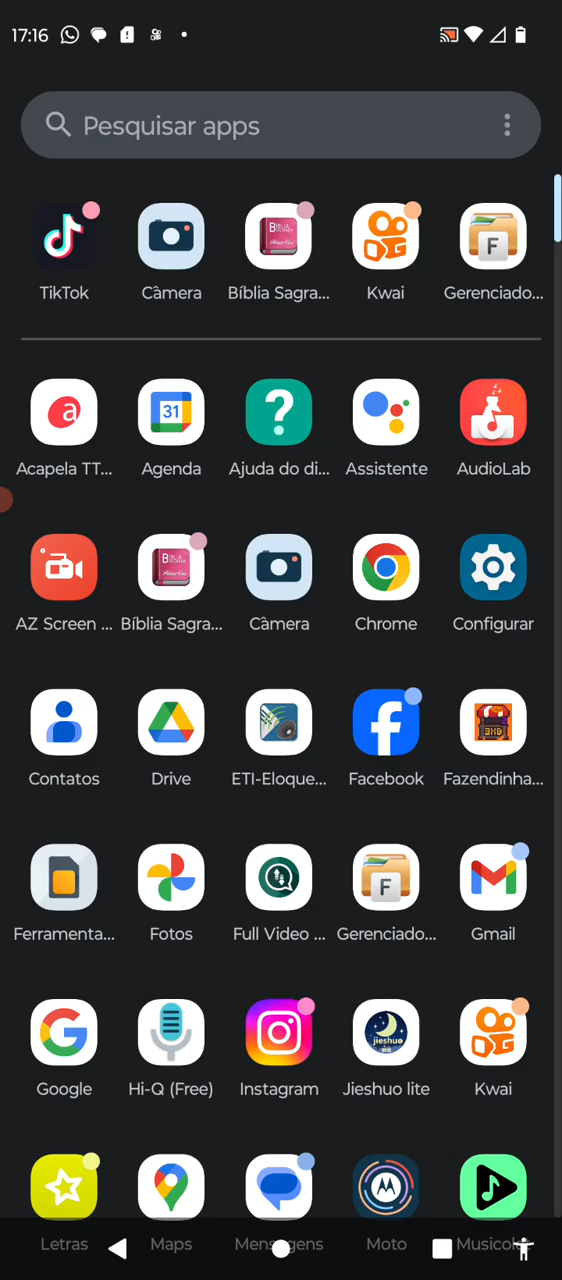 17:16
Pesquisar apps
TikTok Câmera Bíblia Sagra... Kwai Gerenciado...
Acapela TT... Agenda Ajuda do di... Assistente AudioLab
AZ Screen ... Bíblia Sagra... Câmera Chrome Configurar
Contatos Drive ETI-Eloque... Facebook Fazendinha...
Ferramenta... Fotos Full Video ... Gerenciado... Gmail
Google Hi-Q (Free) Instagram Jieshuo lite Kwai
Letras Maps Mensagens Moto